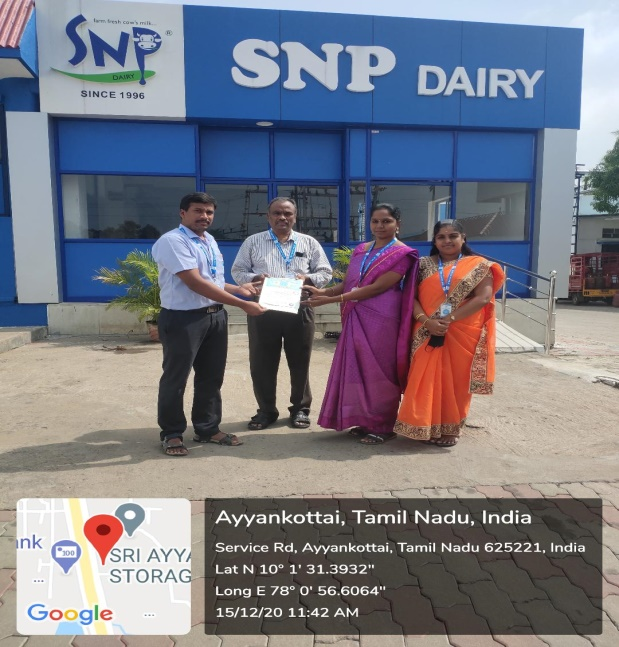 farm-fresh cow's milk...
SNP
DAIRY
SINCE 1996
SNP DAIRY
ank
100
SRI AYYA
STORAG
Google
Ayyankottai, Tamil Nadu, India
Service Rd, Ayyankottai, Tamil Nadu 625221, India
Lat N 10° 1' 31.3932"
Long E 78° 0' 56.6064"
15/12/20 11:42 AM